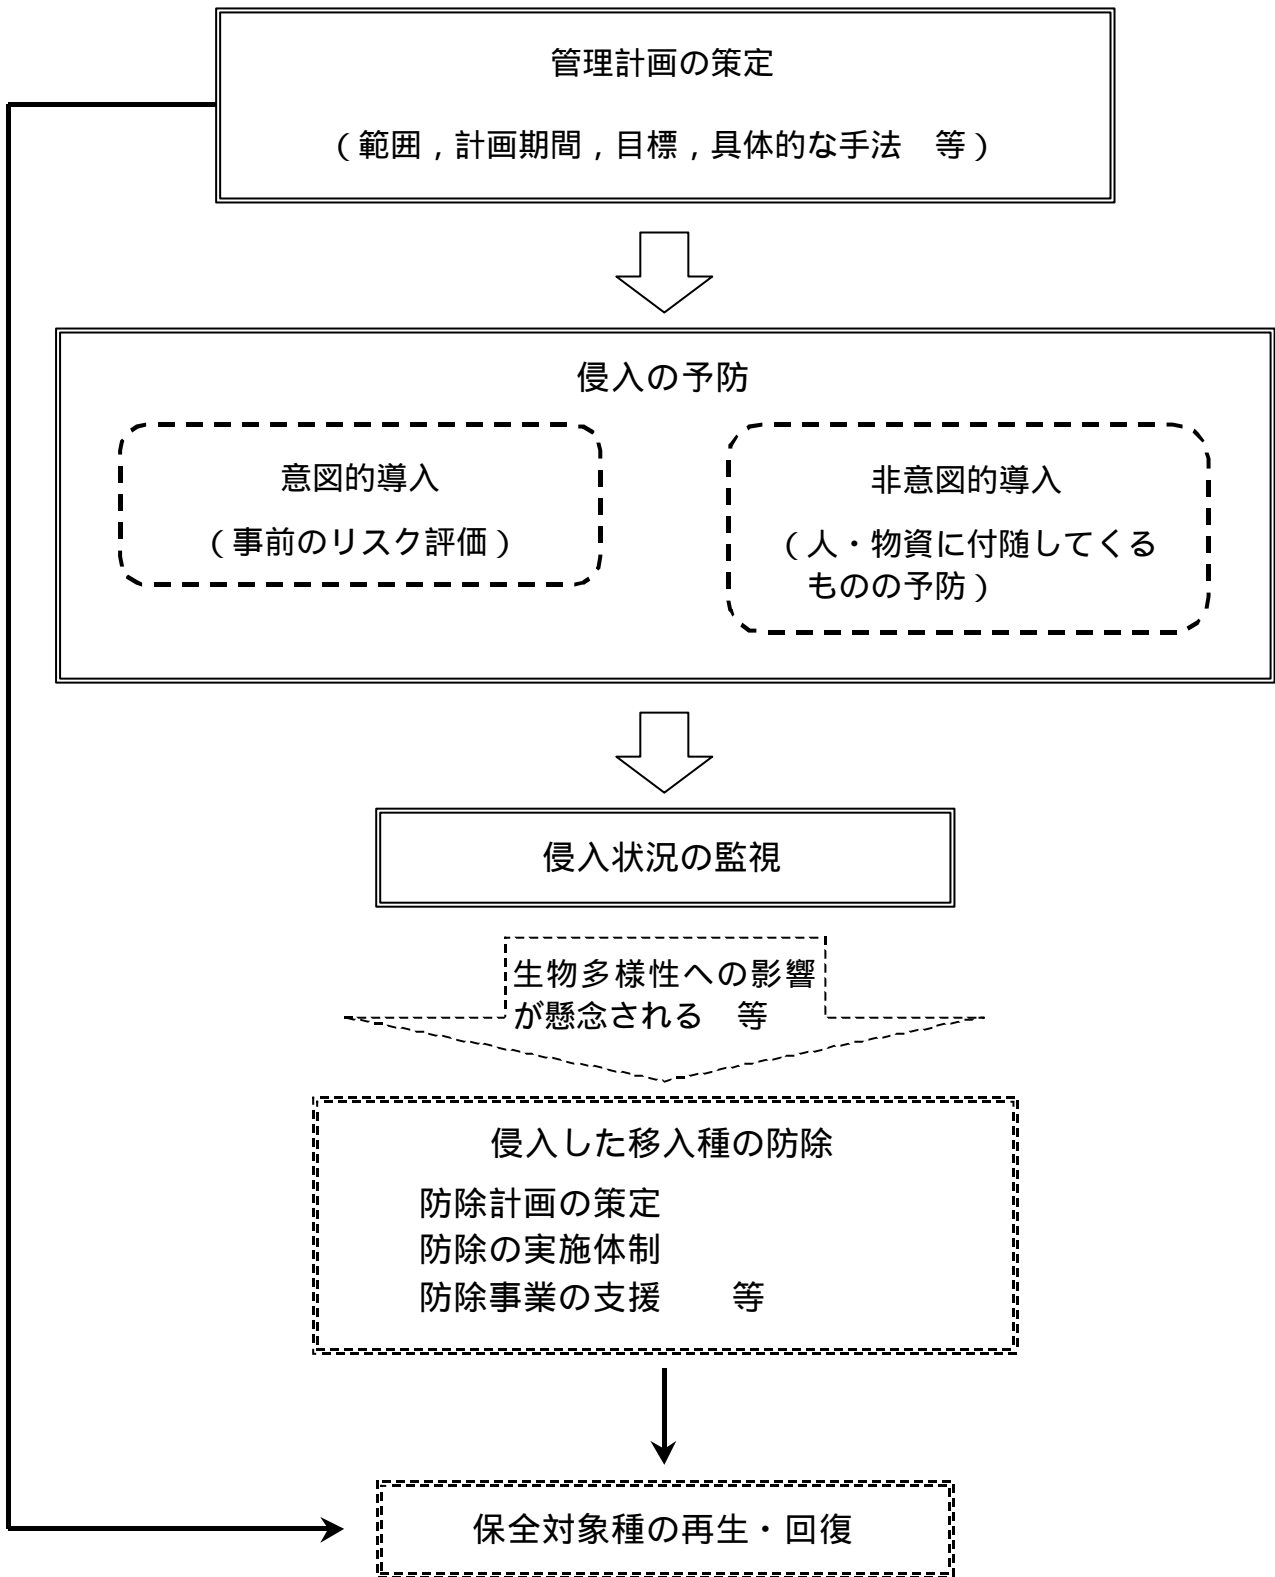 管理計画の策定
（範囲，計画期間，目標，具体的な手法　等）
侵入の予防
意図的導入
（事前のリスク評価）
非意図的導入
（人・物資に付随してくる
ものの予防）
侵入状況の監視
生物多様性への影響
が懸念される　等
侵入した移入種の防除
防除計画の策定
防除の実施体制
防除事業の支援　　等
保全対象種の再生・回復